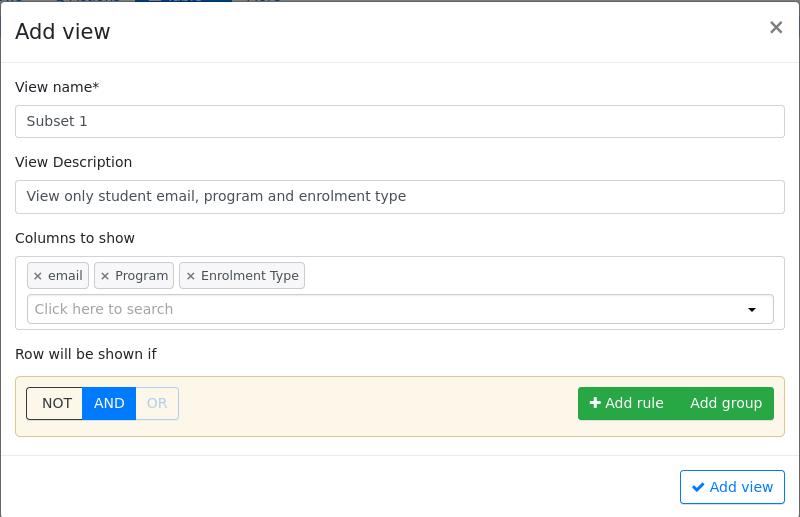 Add view
×
View name*
Subset 1
View Description
View only student email, program and enrolment type
Columns to show
× email × Program × Enrolment Type
Click here to search
Row will be shown if
NOT AND OR Add rule Add group
Add view